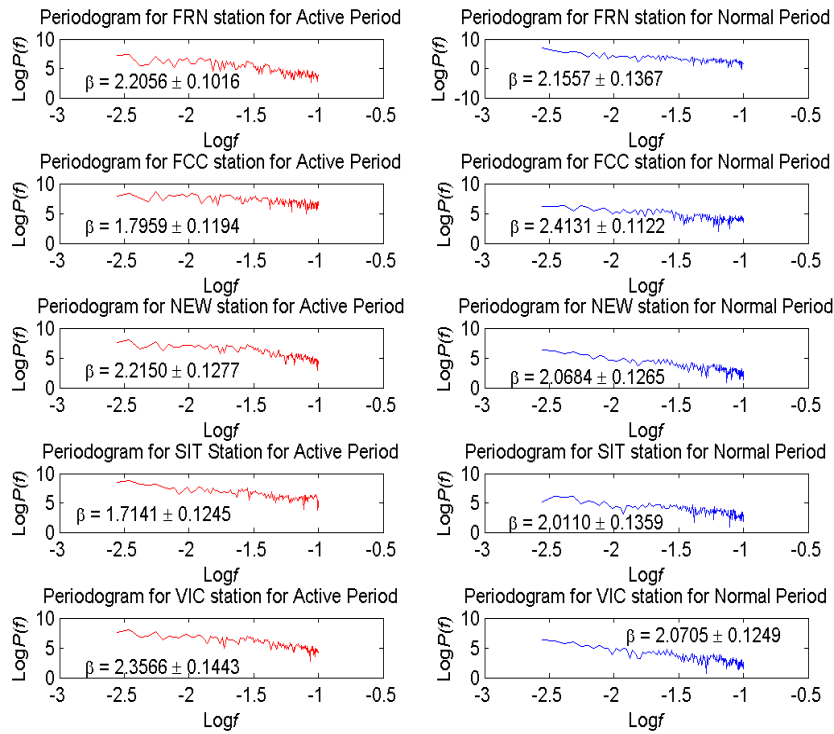 Periodogram for FRN station for Active Period
LogP(f)
10
5
0
β = 2.2056 ± 0.1016
-3 -2.5 -2 -1.5 -1 -0.5
Logf
Periodogram for FRN station for Normal Period
LogP(f)
10
0
-10
β = 2.1557 ± 0.1367
-3 -2.5 -2 -1.5 -1 -0.5
Logf
Periodogram for FCC station for Active Period
LogP(f)
10
5
0
β = 1.7959 ± 0.1194
-3 -2.5 -2 -1.5 -1 -0.5
Logf
Periodogram for FCC station for Normal Period
LogP(f)
10
5
0
β = 2.4131 ± 0.1122
-3 -2.5 -2 -1.5 -1 -0.5
Logf
Periodogram for NEW station for Active Period
LogP(f)
10
5
0
β = 2.2150 ± 0.1277
-3 -2.5 -2 -1.5 -1 -0.5
Logf
Periodogram for NEW station for Normal Period
LogP(f)
10
5
0
β = 2.0684 ± 0.1265
-3 -2.5 -2 -1.5 -1 -0.5
Logf
Periodogram for SIT Station for Active Period
LogP(f)
10
5
0
β = 1.7141 ± 0.1245
-3 -2.5 -2 -1.5 -1 -0.5
Logf
Periodogram for SIT station for Normal Period
LogP(f)
10
5
0
β = 2.0110 ± 0.1359
-3 -2.5 -2 -1.5 -1 -0.5
Logf
Periodogram for VIC station for Active Period
LogP(f)
10
5
0
β = 2.3566 ± 0.1443
-3 -2.5 -2 -1.5 -1 -0.5
Logf
Periodogram for VIC station for Normal Period
LogP(f)
10
5
0
β = 2.0705 ± 0.1249
-3 -2.5 -2 -1.5 -1 -0.5
Logf